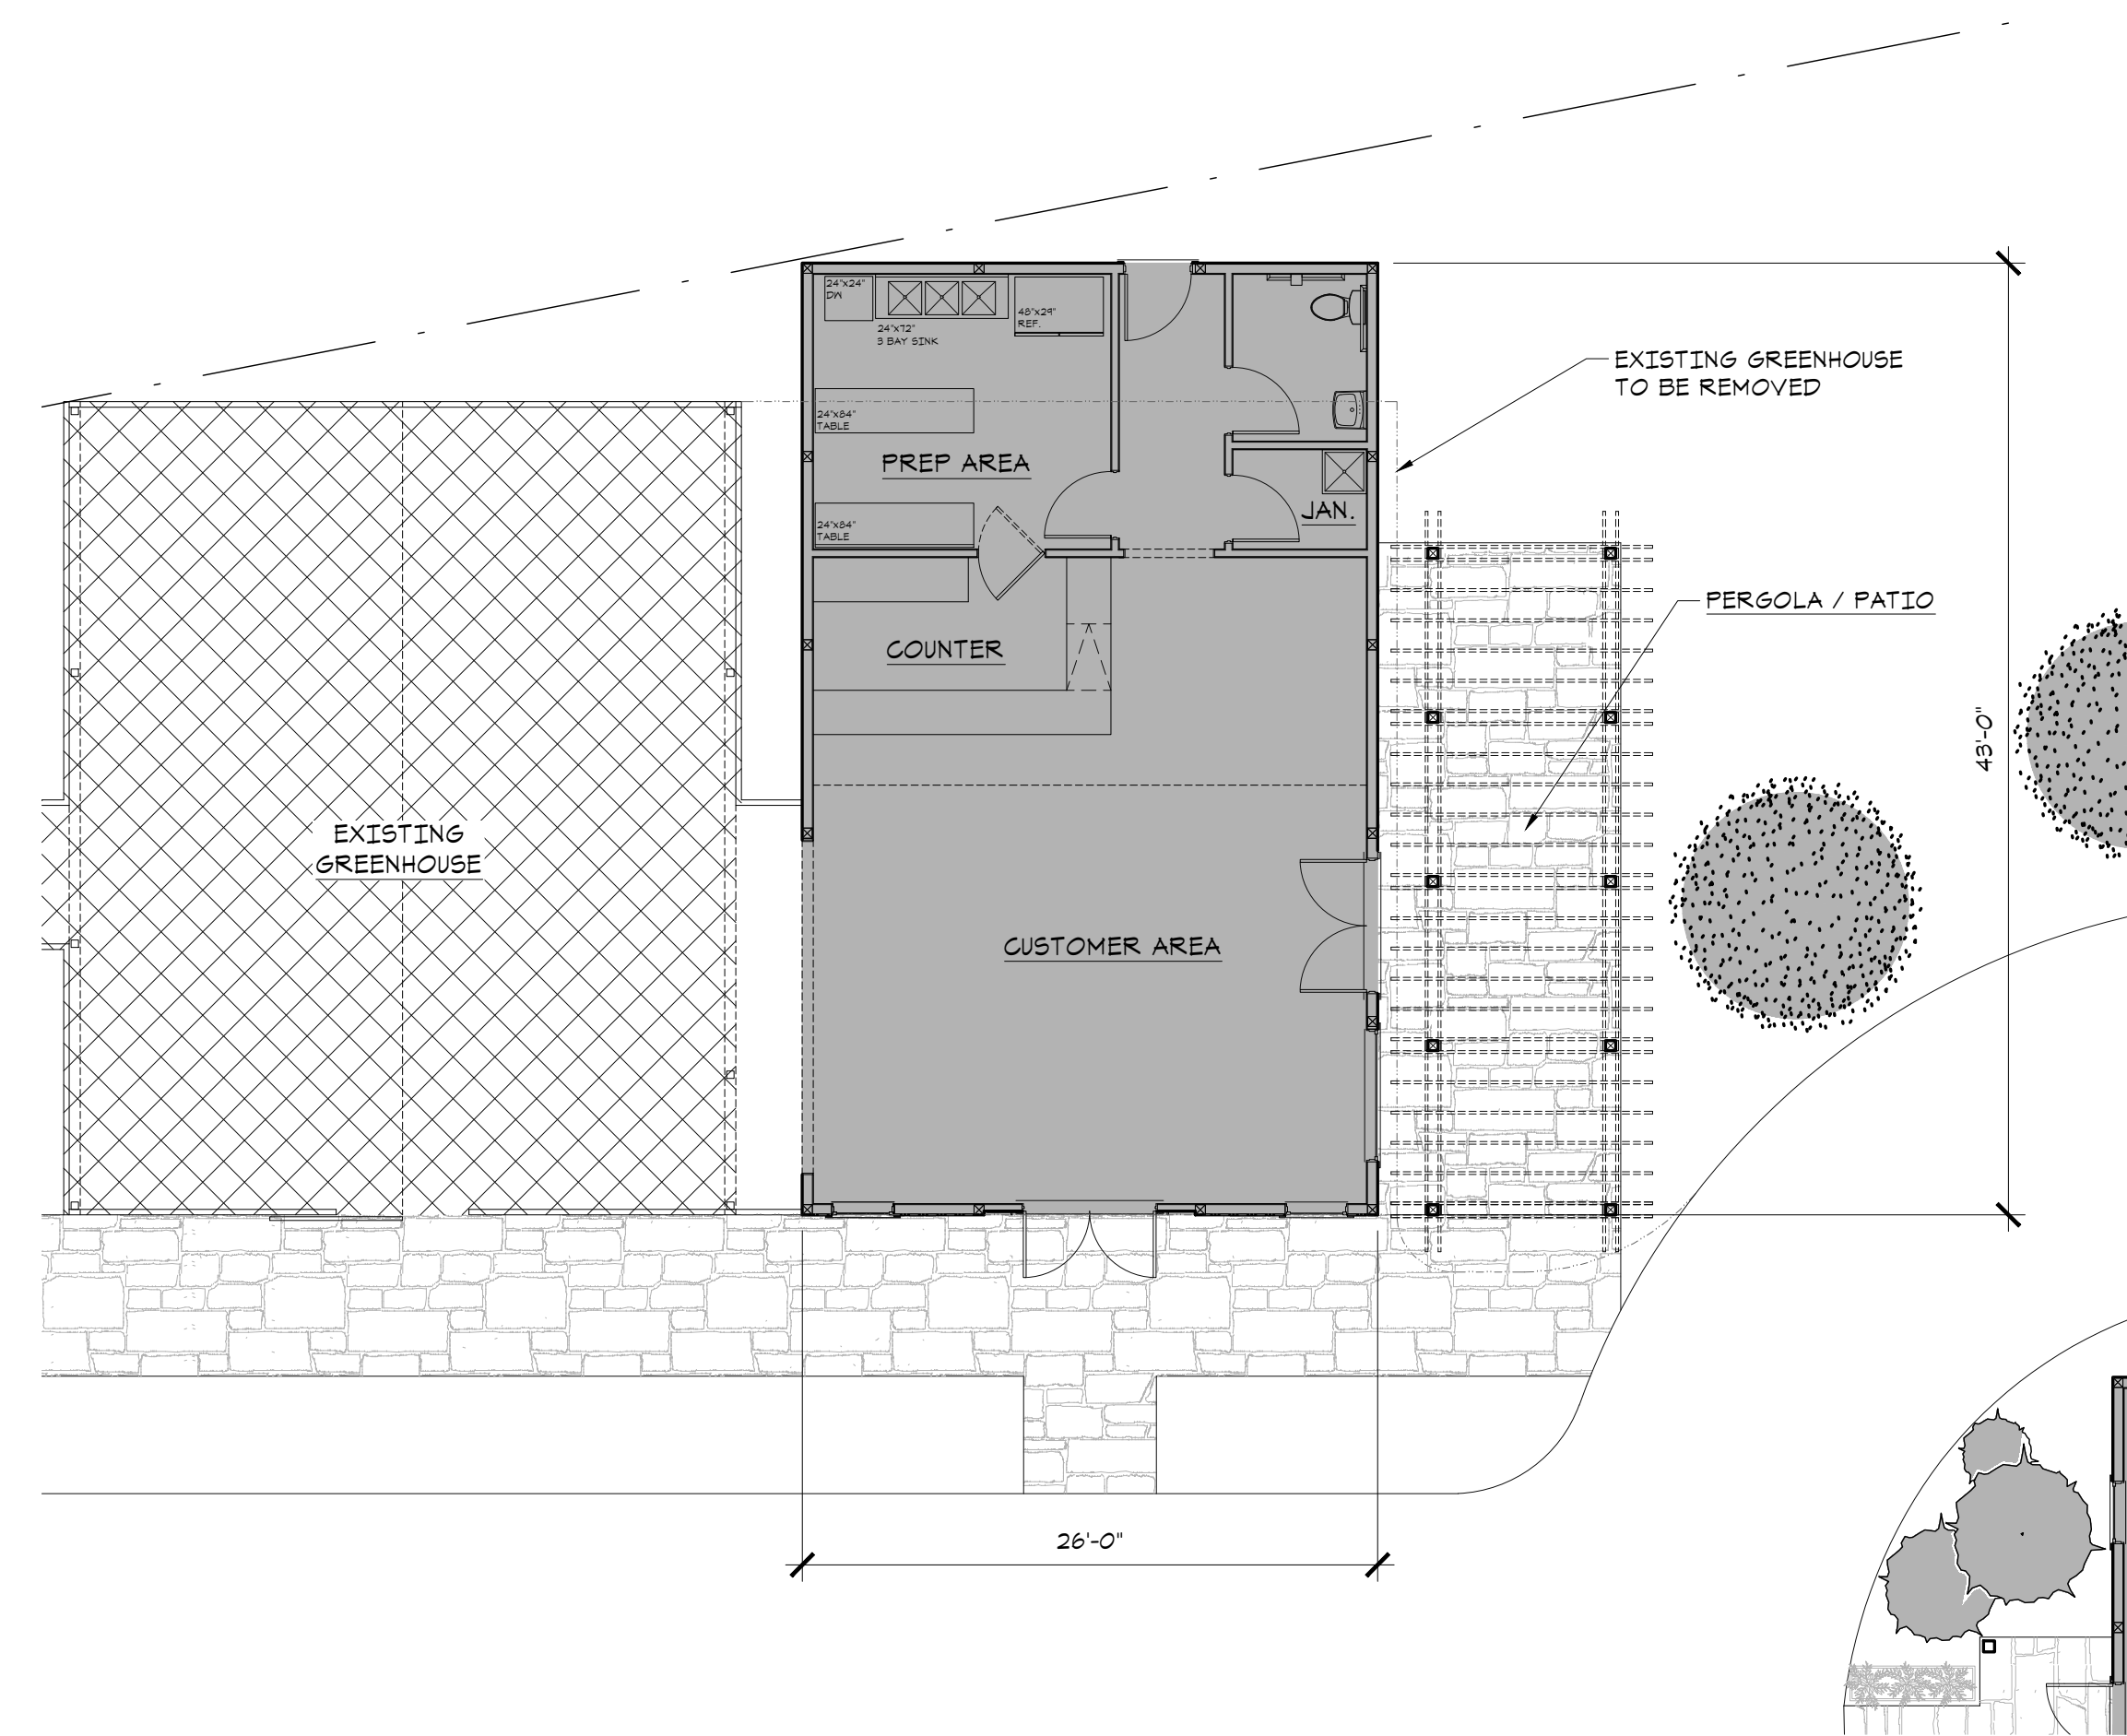 24"x24"
DW
24"x72"
3 BAY SINK
48"x29"
REF.
EXISTING GREENHOUSE
TO BE REMOVED
24"x84"
TABLE
PREP AREA
JAN.
24"x84"
TABLE
PERGOLA / PATIO
COUNTER
43'-0"
EXISTING
GREENHOUSE
CUSTOMER AREA
26'-0"